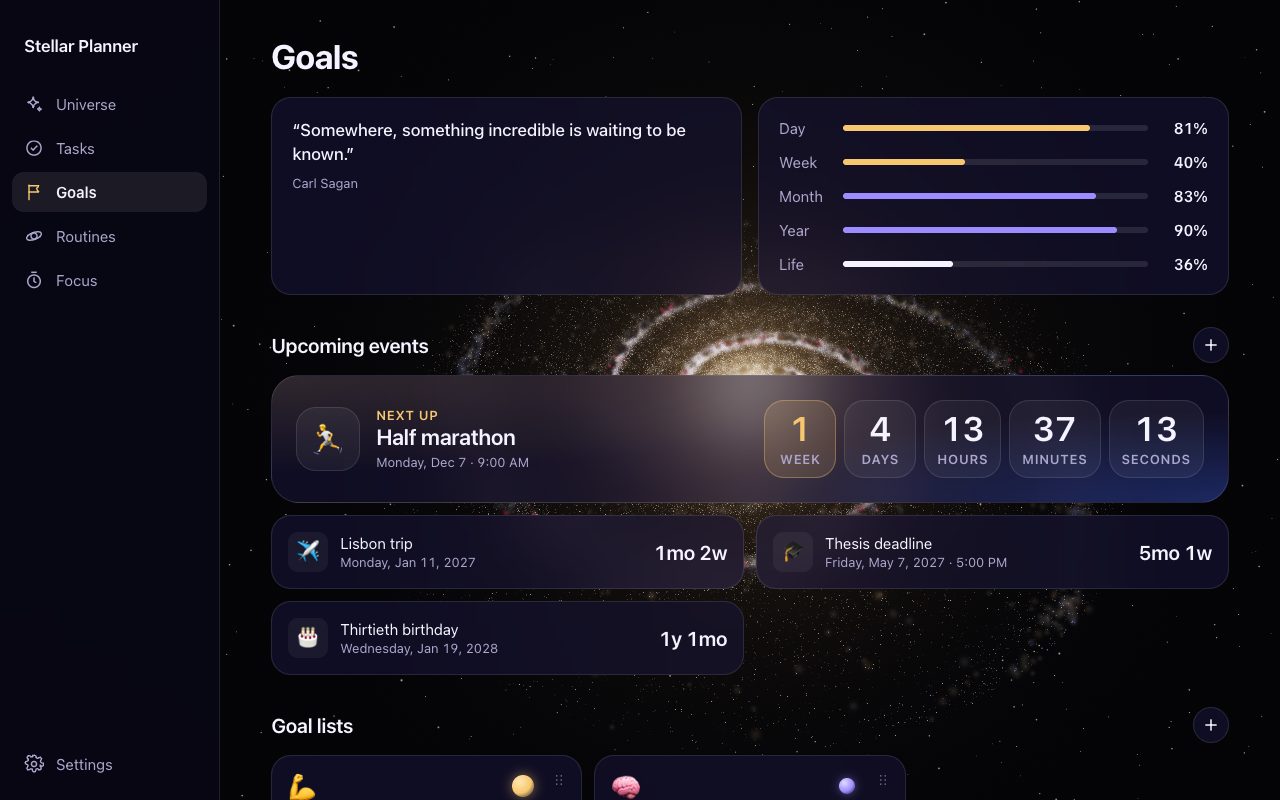 Stellar Planner
Universe
Tasks
Goals
Routines
Focus
Settings
Goals
“Somewhere, something incredible is waiting to be
known.”
Carl Sagan
Day 81%
Week 40%
Month 83%
Year 90%
Life 36%
Upcoming events
NEXT UP
Half marathon
Monday, Dec 7 · 9:00 AM
1 WEEK
4 DAYS
13 HOURS
37 MINUTES
13 SECONDS
Lisbon trip
Monday, Jan 11, 2027
1mo 2w
Thesis deadline
Friday, May 7, 2027 · 5:00 PM
5mo 1w
Thirtieth birthday
Wednesday, Jan 19, 2028
1y 1mo
Goal lists